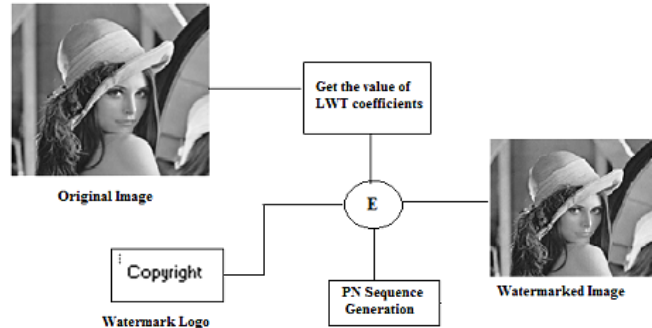 Get the value of
LWT coefficients
Original Image
E
Copyright
Watermark Logo
PN Sequence
Generation
Watermarked Image